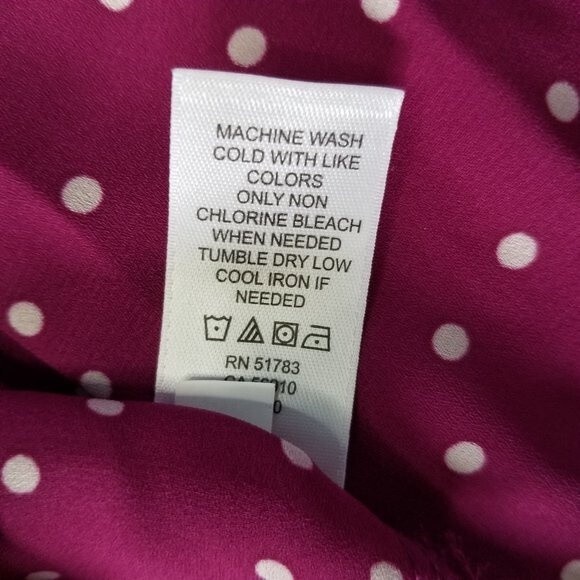 MACHINE WASH
COLD WITH LIKE
COLORS
ONLY NON
CHLORINE BLEACH
WHEN NEEDED
TUMBLE DRY LOW
COOL IRON IF
NEEDED
RN 51783
CA